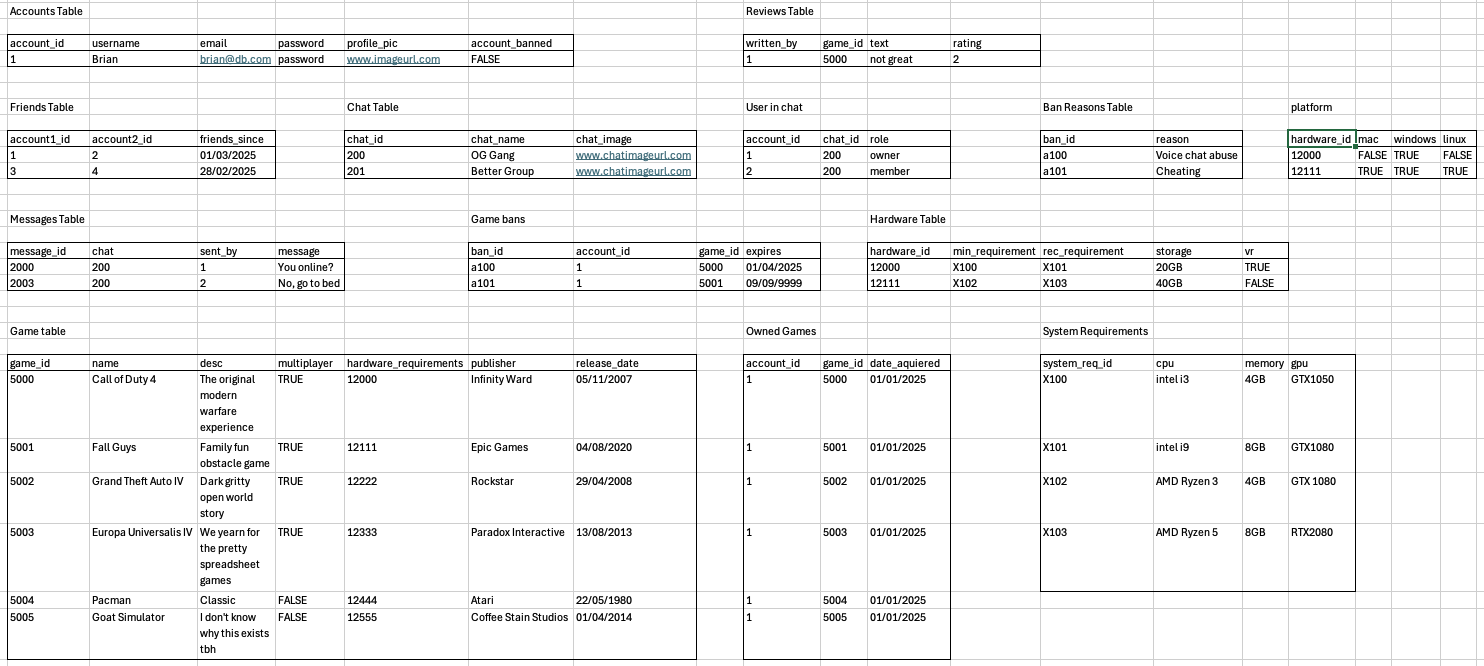 Accounts Table Reviews Table
account_id username email password profile_pic account_banned written_by game_id text rating
1 Brian brian@db.com password www.imageurl.com FALSE 1 5000 not great 2
Friends Table Chat Table User in chat Ban Reasons Table platform
account1_id account2_id friends_since chat_id chat_name chat_image account_id chat_id role ban_id reason hardware_id mac windows linux
1 2 01/03/2025 200 OG Gang www.chatimageurl.com 1 200 owner a100 Voice chat abuse 12000 FALSE TRUE FALSE
3 4 28/02/2025 201 Better Group www.chatimageurl.com 2 200 member a101 Cheating 12111 TRUE TRUE TRUE
Messages Table Game bans Hardware Table
message_id chat sent_by message ban_id account_id game_id expires hardware_id min_requirement rec_requirement storage vr
2000 200 1 You online? a100 1 5000 01/04/2025 12000 X100 X101 20GB TRUE
2003 200 2 No, go to bed a101 1 5001 09/09/9999 12111 X102 X103 40GB FALSE
Game table Owned Games System Requirements
game_id name desc multiplayer hardware_requirements publisher release_date account_id game_id date_aquiered system_req_id cpu memory gpu
5000 Call of Duty 4 The original TRUE 12000 Infinity Ward 05/11/2007 1 5000 01/01/2025 X100 intel i3 4GB GTX1050
modern
warfare
experience
5001 Fall Guys Family fun TRUE 12111 Epic Games 04/08/2020 1 5001 01/01/2025 X101 intel i9 8GB GTX1080
obstacle game
5002 Grand Theft Auto IV Dark gritty TRUE 12222 Rockstar 29/04/2008 1 5002 01/01/2025 X102 AMD Ryzen 3 4GB GTX 1080
open world
story
5003 Europa Universalis IV We yearn for TRUE 12333 Paradox Interactive 13/08/2013 1 5003 01/01/2025 X103 AMD Ryzen 5 8GB RTX2080
the pretty
spreadsheet
games
5004 Pacman Classic FALSE 12444 Atari 22/05/1980 1 5004 01/01/2025
5005 Goat Simulator I don't know FALSE 12555 Coffee Stain Studios 01/04/2014 1 5005 01/01/2025
why this exists
tbh